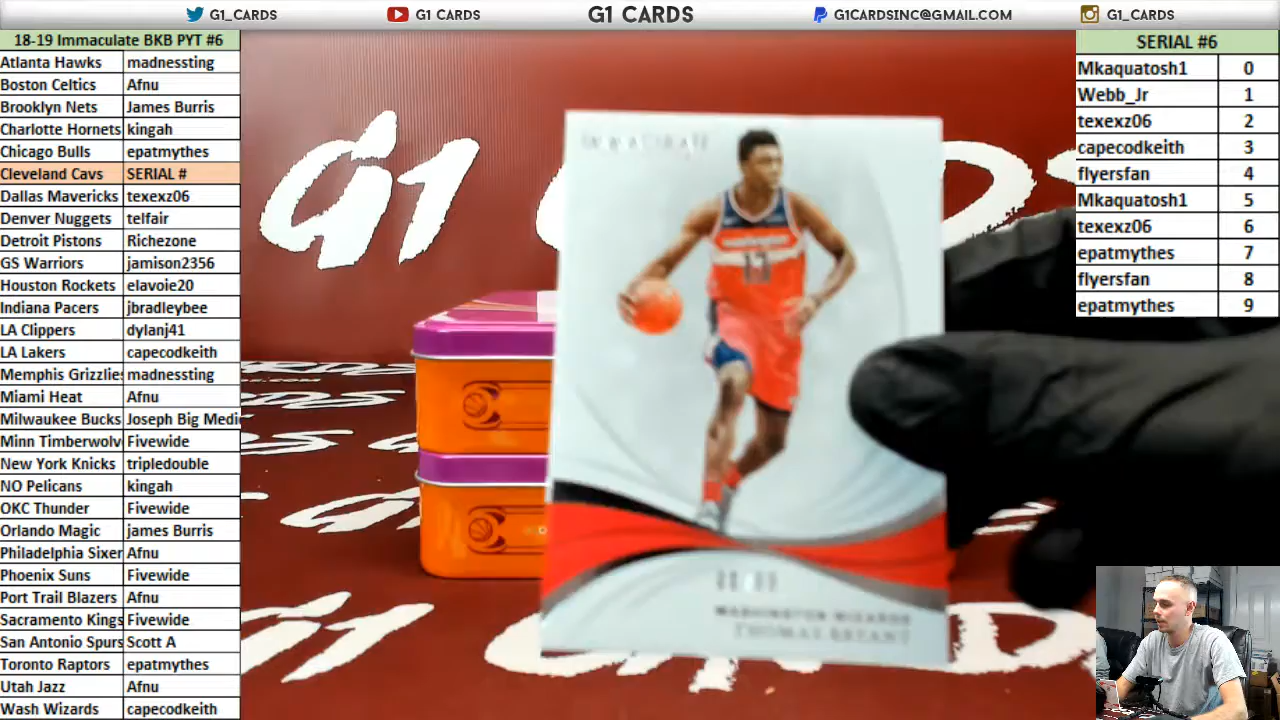 G1_CARDS
G1 CARDS
G1 CARDS
G1CARDSINC@GMAIL.COM
G1_CARDS
18-19 Immaculate BKB PYT #6
Atlanta Hawks madnessting
Boston Celtics Afnu
Brooklyn Nets James Burris
Charlotte Hornets kingah
Chicago Bulls epatmythes
Cleveland Cavs SERIAL #
Dallas Mavericks texexz06
Denver Nuggets telfair
Detroit Pistons Richezone
GS Warriors jamison2356
Houston Rockets elavoie20
Indiana Pacers jbradleybee
LA Clippers dylanj41
LA Lakers capecodkeith
Memphis Grizzlies madnessting
Miami Heat Afnu
Milwaukee Bucks Joseph Big Medi
Minn Timberwolv Fivewide
New York Knicks tripledouble
NO Pelicans kingah
OKC Thunder Fivewide
Orlando Magic james Burris
Philadelphia Sixer Afnu
Phoenix Suns Fivewide
Port Trail Blazers Afnu
Sacramento Kings Fivewide
San Antonio Spurs Scott A
Toronto Raptors epatmythes
Utah Jazz Afnu
Wash Wizards capecodkeith
SERIAL #6
Mkaquatosh1 0
Webb_Jr 1
texexz06 2
capecodkeith 3
flyersfan 4
Mkaquatosh1 5
texexz06 6
epatmythes 7
flyersfan 8
epatmythes 9
IMMACULATE
WASHINGTON WIZARDS
THOMAS BRYANT
G1